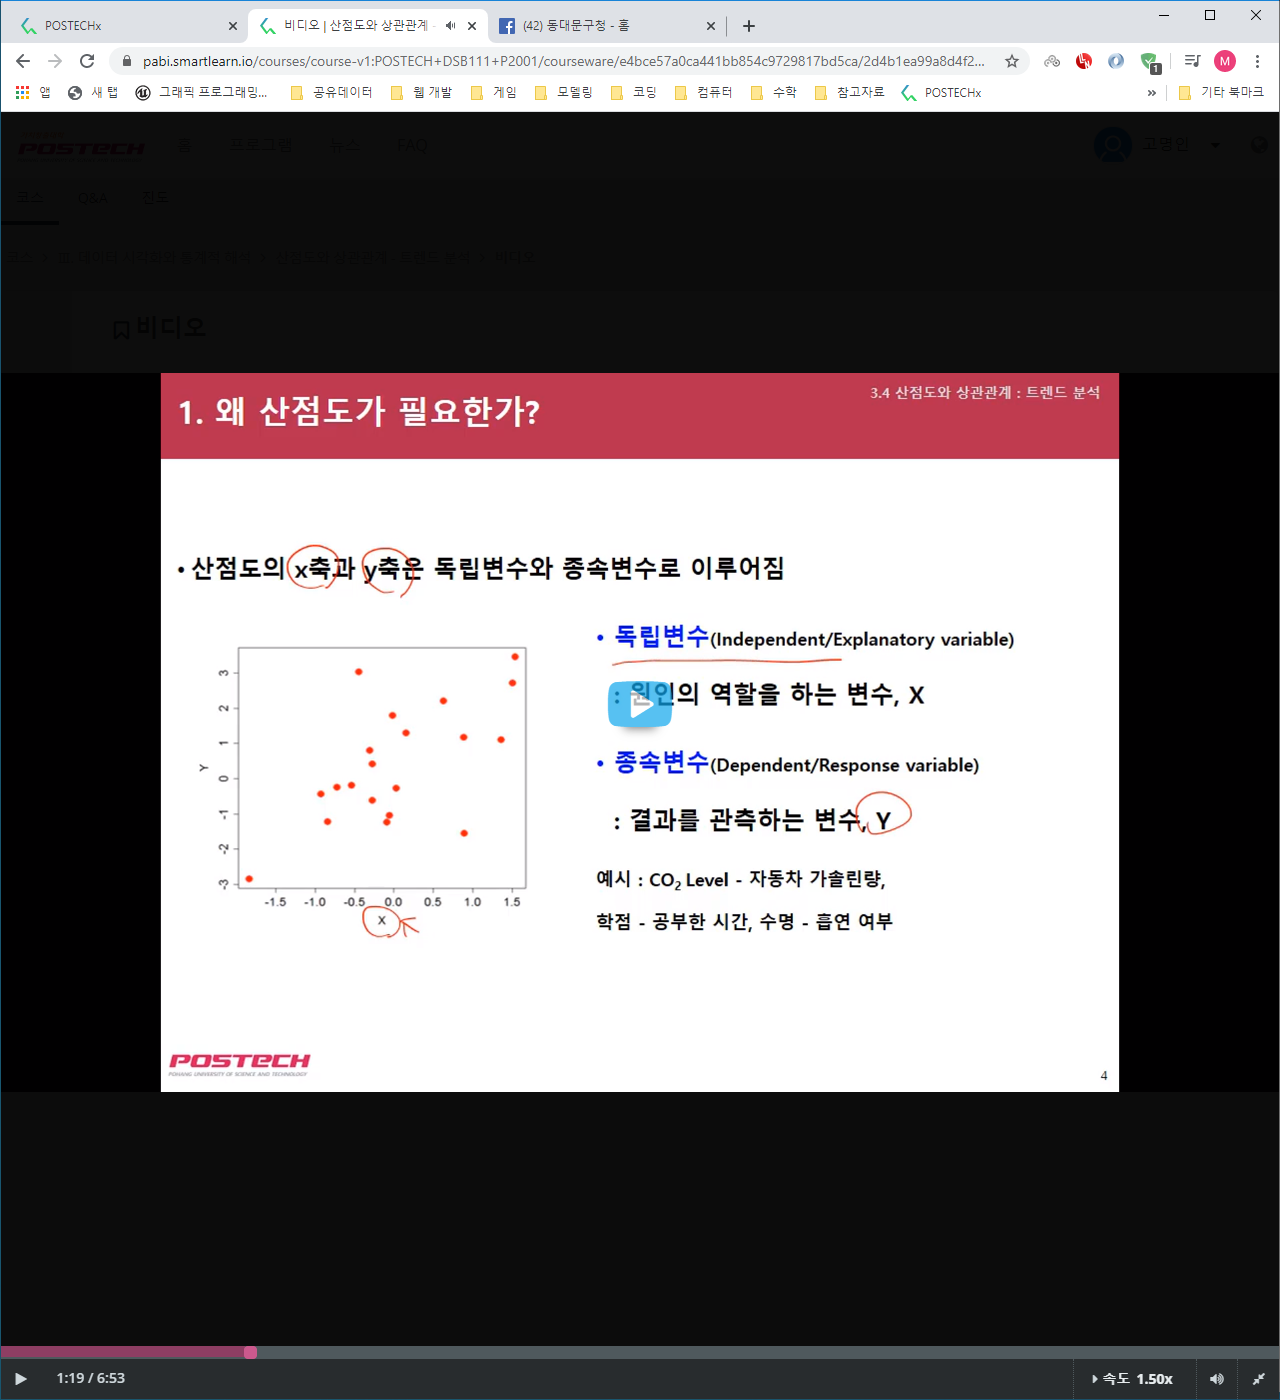 POSTECHx
비디오 | 산점도와 상관관계 -
(42) 동대문구청 - 홈
pabi.smartlearn.io/courses/course-v1:POSTECH+DSB111+P2001/courseware/e4bce57a0ca441bb854c9729817bd5ca/2d4b1ea99a8d4f2...
1
M
앱 새 탭 그래픽 프로그래밍... 공유데이터 웹 개발 게임 모델링 코딩 컴퓨터 수학 참고자료 POSTECHx » 기타 북마크
POSTECH 홈 프로그램 뉴스 FAQ 고영인
코스 Q&A 진도
비디오
3.4 산점도와 상관관계 : 트렌드 분석
1. 왜 산점도가 필요한가?
• 산점도의 x축과 y축은 독립변수와 종속변수로 이루어짐
• 독립변수(Independent/Explanatory variable)
: 원인의 역할을 하는 변수, X
• 종속변수(Dependent/Response variable)
: 결과를 관측하는 변수, Y
예시 : CO₂ Level - 자동차 가솔린량,
학점 - 공부한 시간, 수명 - 흡연 여부
3
2
1
0
-1
-2
-3
Y
-1.5 -1.0 -0.5 0.0 0.5 1.0 1.5
X
POSTECH
POHANG UNIVERSITY OF SCIENCE AND TECHNOLOGY
4
1:19 / 6:53
속도 1.50x